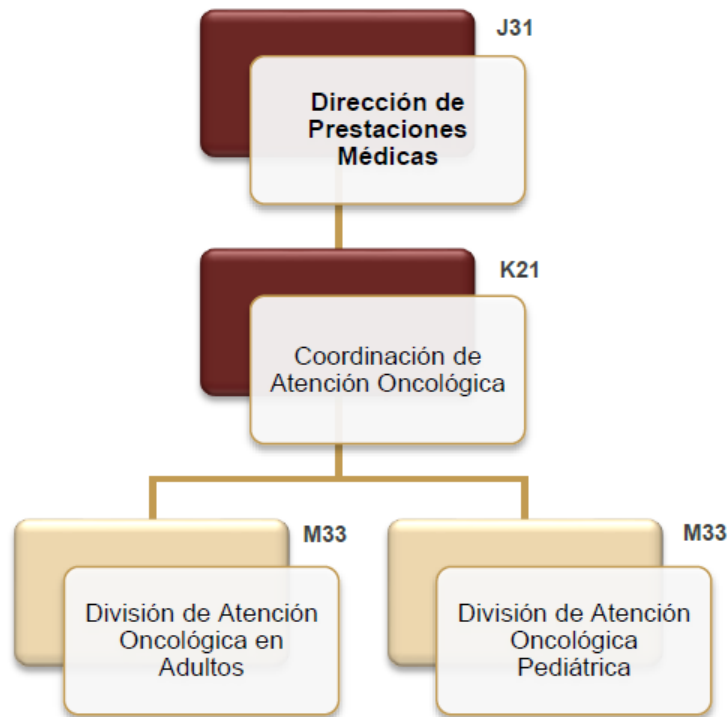 J31
Dirección de
Prestaciones
Médicas
K21
Coordinación de
Atención Oncológica
M33
División de Atención
Oncológica en
Adultos
M33
División de Atención
Oncológica
Pediátrica